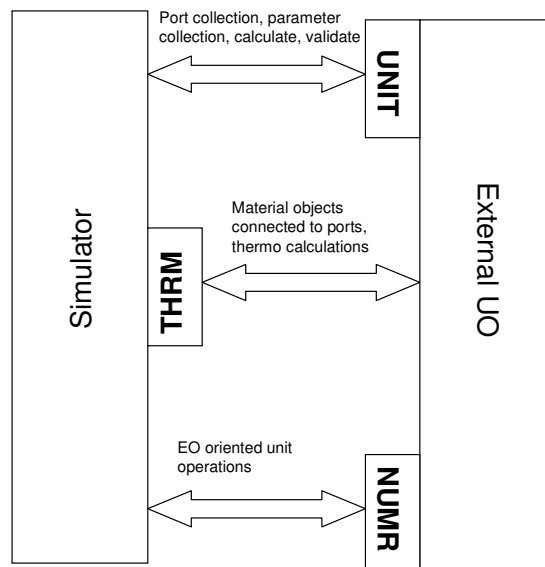 Port collection, parameter
collection, calculate, validate
UNIT
Simulator
External UO
Material objects
connected to ports,
thermo calculations
THRM
EO oriented unit
operations
NUMR